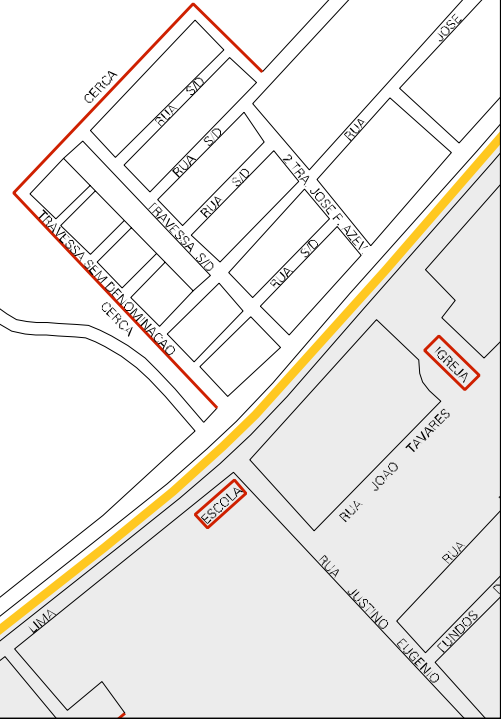 JOSE
CERCA
RUA S/D
RUA
RUA S/D
2 TRA JOSE F AZEV
RUA S/D
TRAVESSA S/D
TRAVESSA SEM DENOMINACAO
RUA S/D
CERCA
IGREJA
RUA JOAO TAVARES
ESCOLA
RUA
RUA JUSTINO EUGENIO
FUNDOS
LIMA